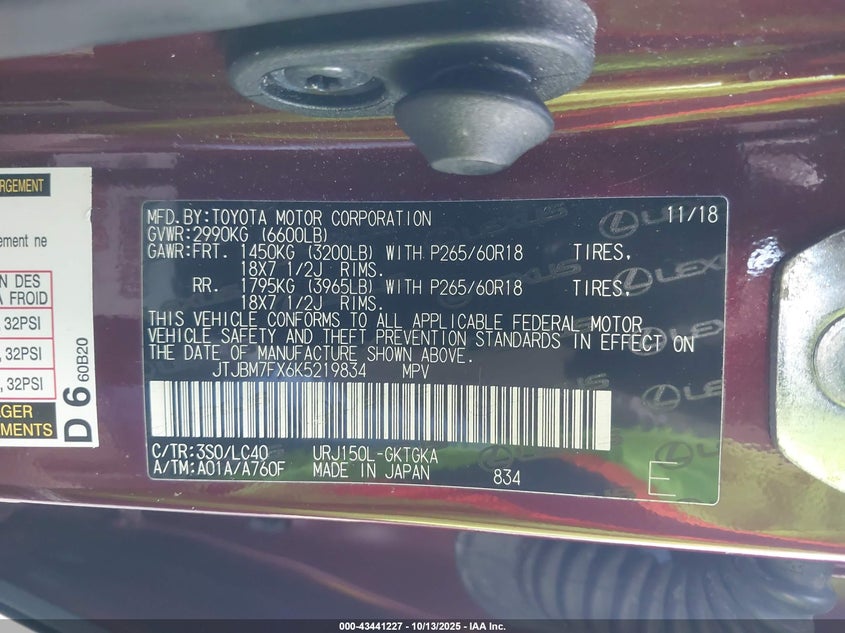 RGEMENT
ement ne
N DES
A FROID
, 32PSI
, 32PSI
, 32PSI
GER
MENTS
D 6 60B20
MFD.BY:TOYOTA MOTOR CORPORATION 11/18
GVWR:2990KG (6600LB)
GAWR:FRT. 1450KG (3200LB) WITH P265/60R18 TIRES,
18X7 1/2J RIMS.
RR. 1795KG (3965LB) WITH P265/60R18 TIRES,
18X7 1/2J RIMS.
THIS VEHICLE CONFORMS TO ALL APPLICABLE FEDERAL MOTOR
VEHICLE SAFETY AND THEFT PREVENTION STANDARDS IN EFFECT ON
THE DATE OF MANUFACTURE SHOWN ABOVE.
JTJBM7FX6K5219834 MPV
C/TR:3S0/LC40 URJ150L-GKTGKA
A/TM:A01A/A760F MADE IN JAPAN 834 E
LEXUS
000-43441227 - 10/13/2025 - IAA Inc.